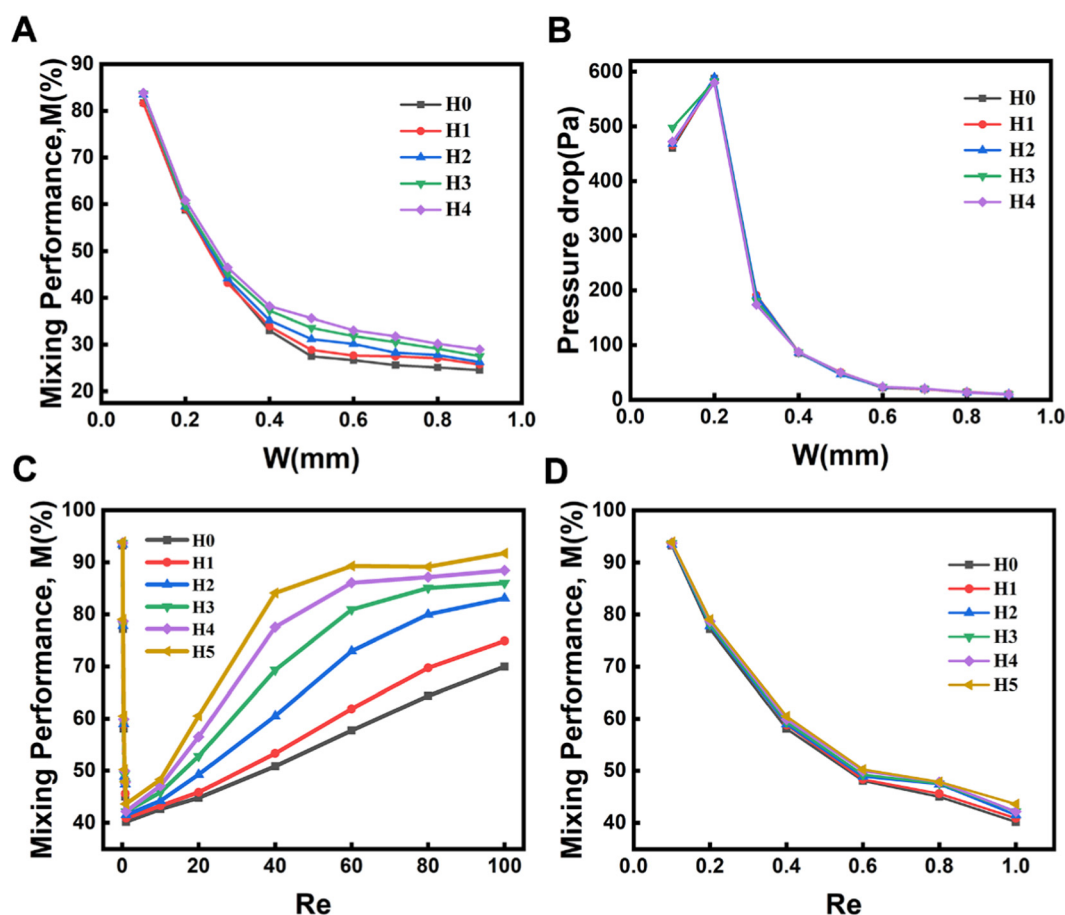 A
Mixing Performance,M(%)
90
80
70
60
50
40
30
20
0.0
0.2
0.4
0.6
0.8
1.0
W(mm)
H0
H1
H2
H3
H4
B
Pressure drop(Pa)
600
500
400
300
200
100
0
0.0
0.2
0.4
0.6
0.8
1.0
W(mm)
H0
H1
H2
H3
H4
C
Mixing Performance, M(%)
100
90
80
70
60
50
40
0
20
40
60
80
100
Re
H0
H1
H2
H3
H4
H5
D
Mixing Performance, M(%)
100
90
80
70
60
50
40
0.0
0.2
0.4
0.6
0.8
1.0
Re
H0
H1
H2
H3
H4
H5